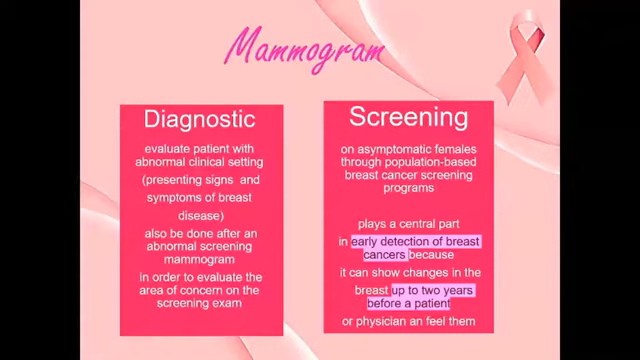 Mammogram
Diagnostic
evaluate patient with
abnormal clinical setting
(presenting signs and
symptoms of breast
disease)
also be done after an
abnormal screening
mammogram
in order to evaluate the
area of concern on the
screening exam
Screening
on asymptomatic females
through population-based
breast cancer screening
programs
plays a central part
in early detection of breast
cancers because
it can show changes in the
breast up to two years
before a patient
or physician an feel them